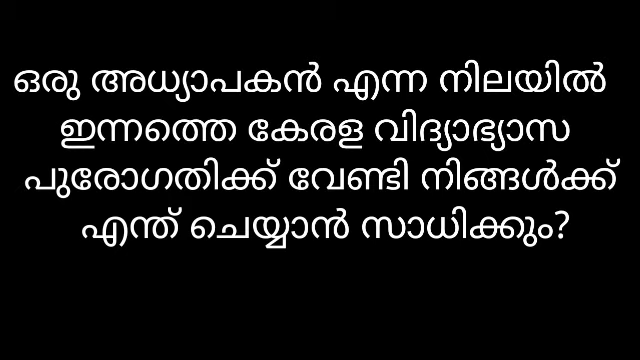 ഒരു അധ്യാപകൻ എന്ന നിലയിൽ
ഇന്നത്തെ കേരള വിദ്യാഭ്യാസ
പുരോഗതിക്ക് വേണ്ടി നിങ്ങൾക്ക്
എന്ത് ചെയ്യാൻ സാധിക്കും?